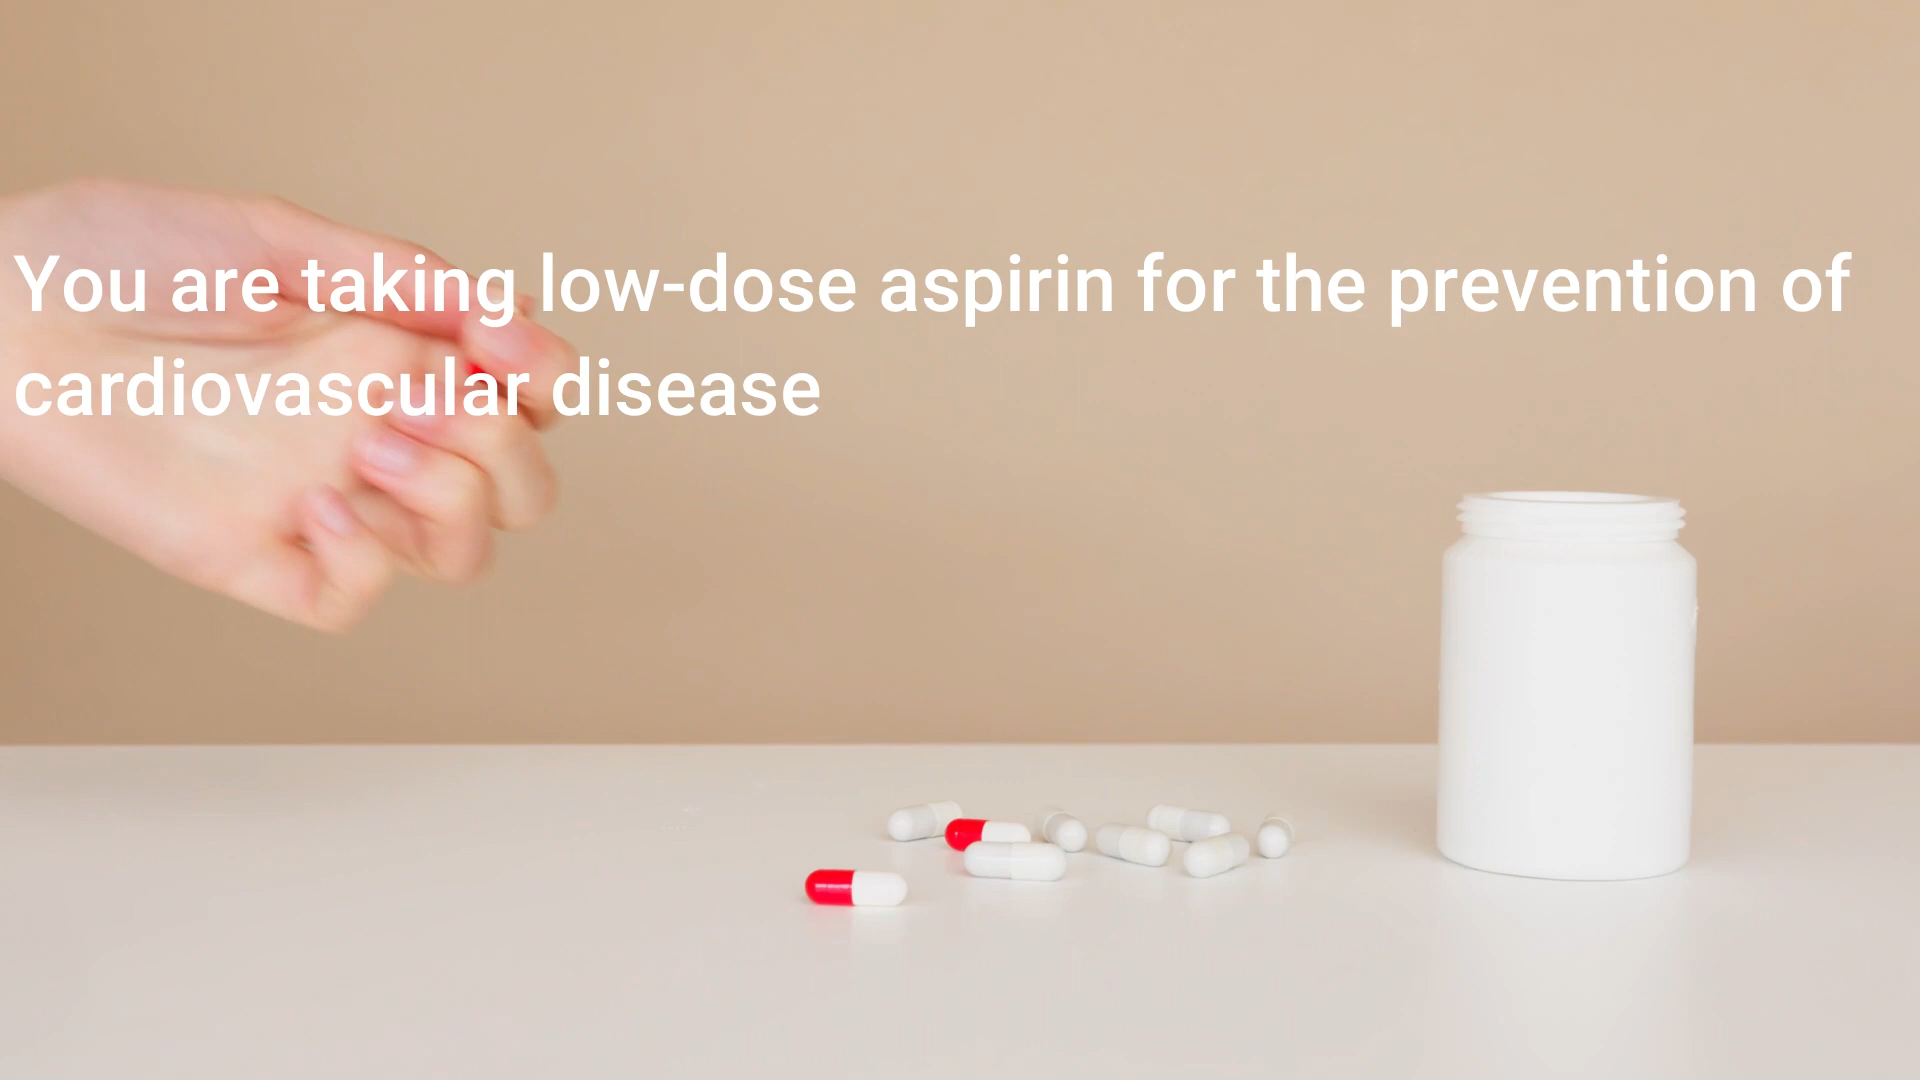 You are taking low-dose aspirin for the prevention of
cardiovascular disease